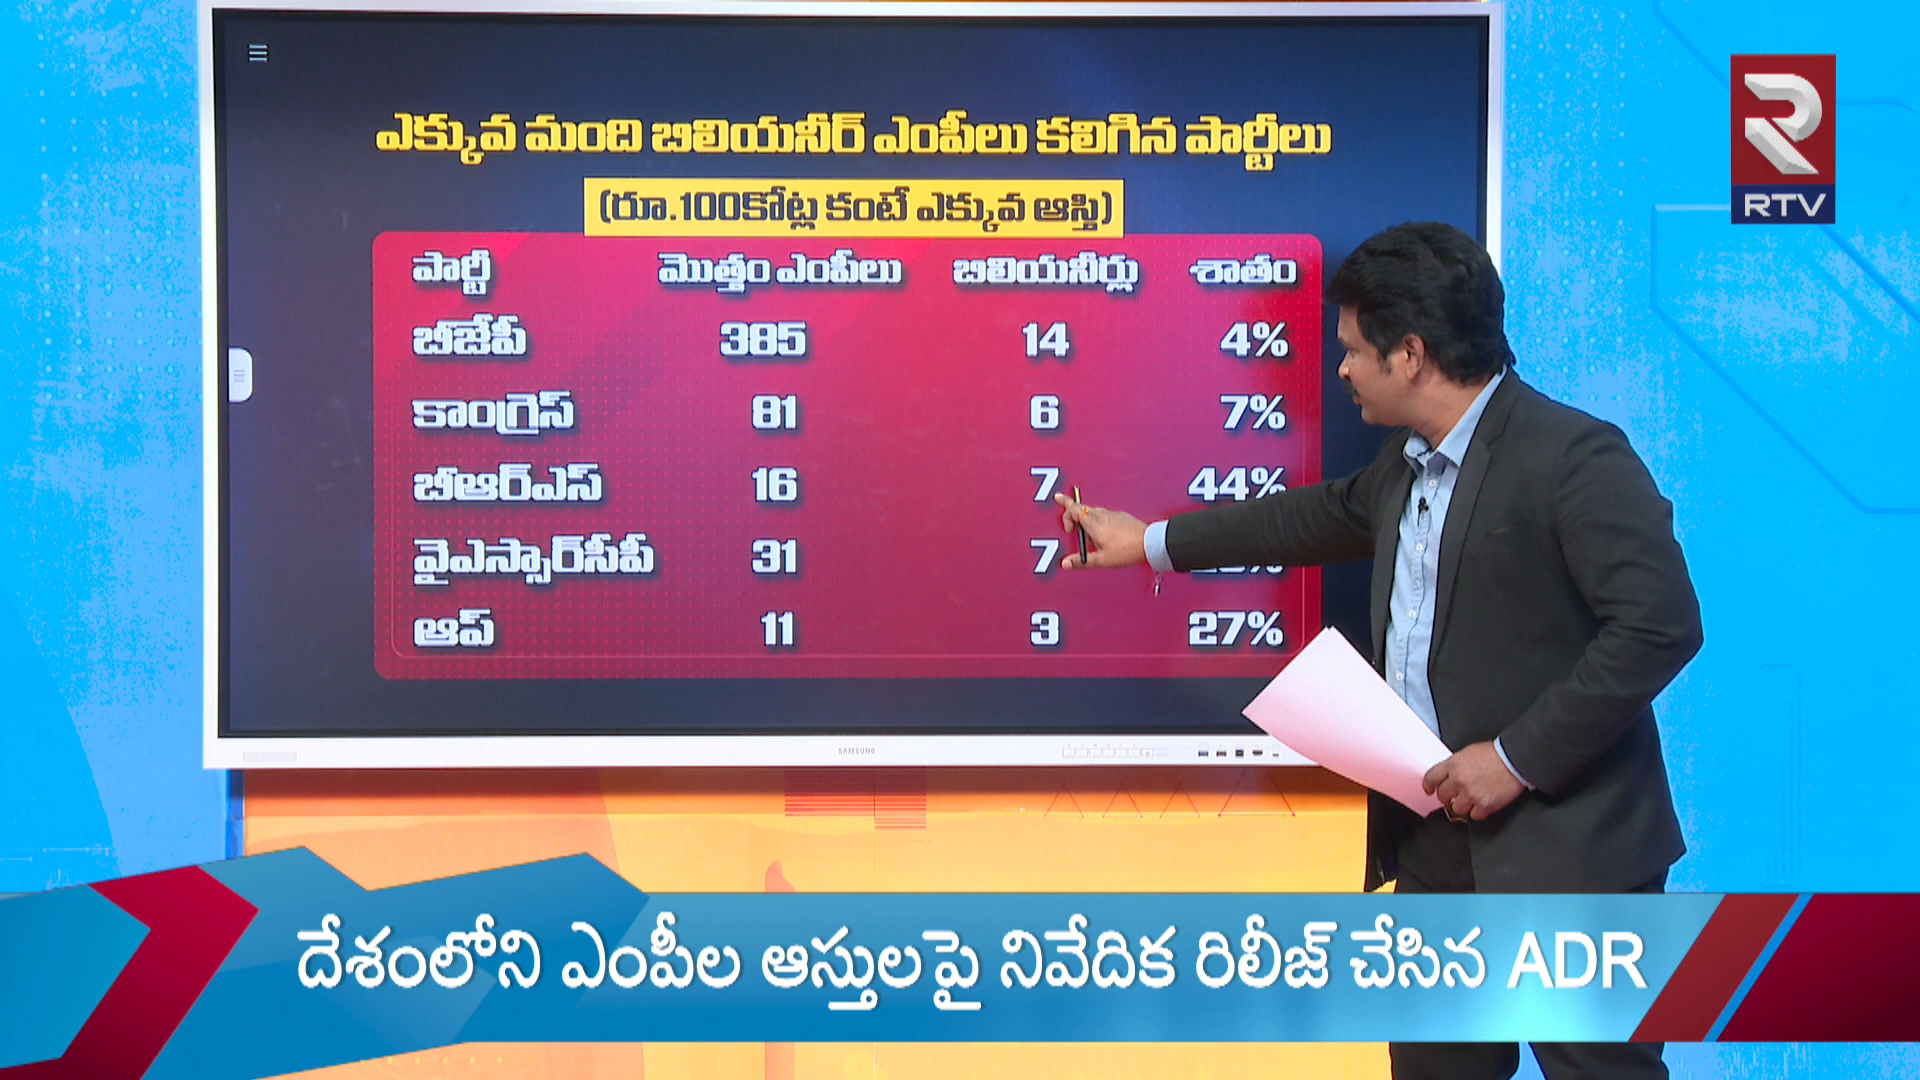 ఎక్కువ మంది బిలియనీర్ ఎంపీలు కలిగిన పార్టీలు
(రూ.100కోట్ల కంటే ఎక్కువ ఆస్తి)
పార్టీ మొత్తం ఎంపీలు బిలియనీర్లు శాతం
బీజేపీ 385 14 4%
కాంగ్రెస్ 81 6 7%
బీఆర్ఎస్ 16 7 44%
వైఎస్సార్‌సీపీ 31 7
ఆప్ 11 3 27%
SAMSUNG
RTV
దేశంలోని ఎంపీల ఆస్తులపై నివేదిక రిలీజ్ చేసిన ADR